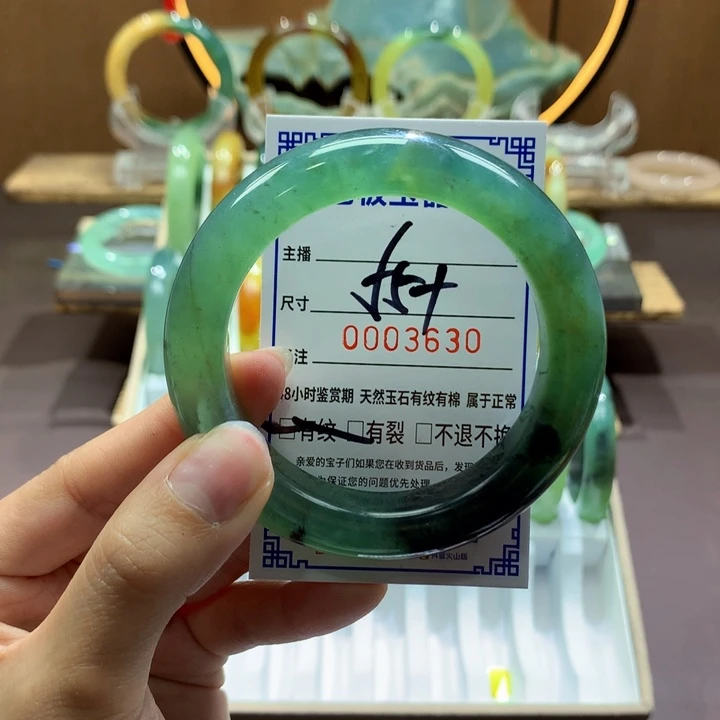 主播
554
尺寸
0003630
注
8小时鉴赏期 天然玉石有纹有棉 属于正常
□有纹 □有裂 □不退不换
亲爱的宝子们如果您在收到货品后,发现
为保证您的问题优先处理